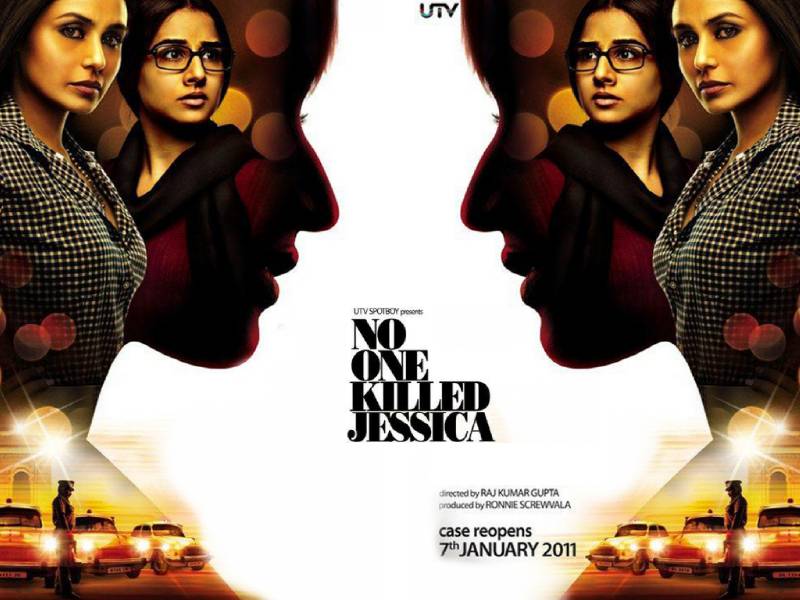 UTV
UTV SPOTBOY presents
NO
ONE
KILLED
JESSICA
directed by RAJ KUMAR GUPTA
produced by RONNIE SCREWVALA
case reopens
7th JANUARY 2011